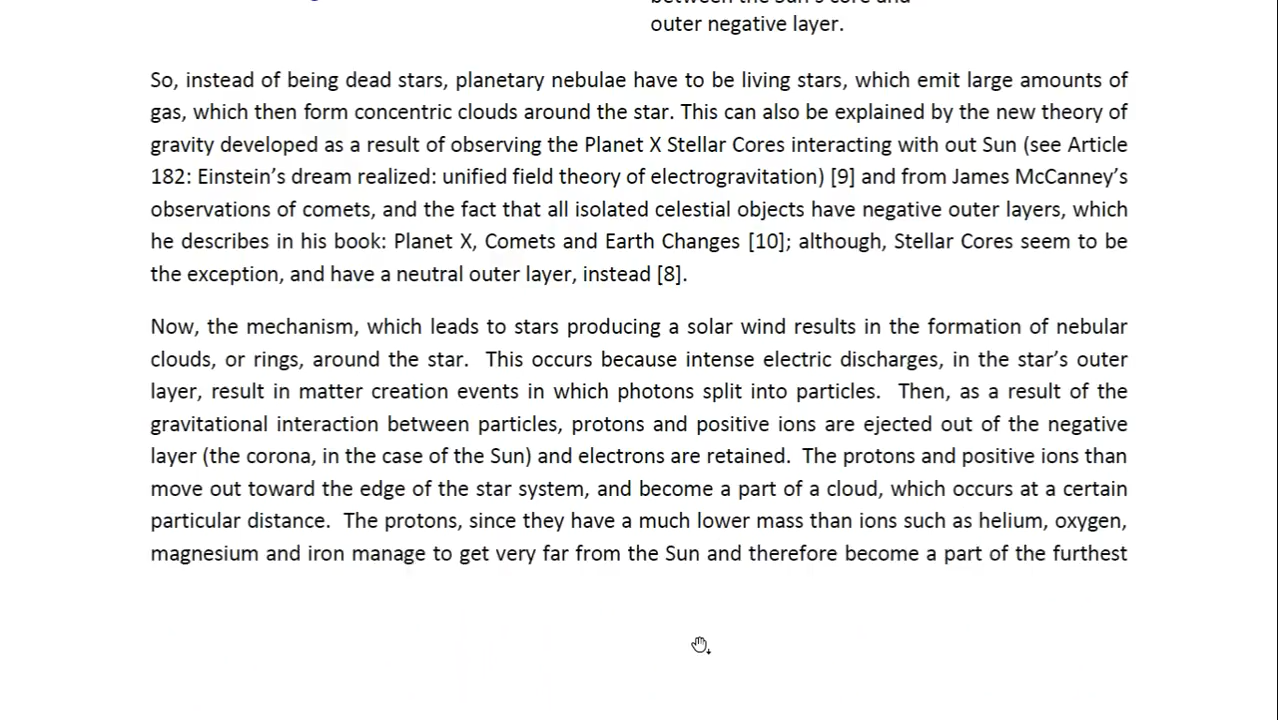 outer negative layer.
So, instead of being dead stars, planetary nebulae have to be living stars, which emit large amounts of
gas, which then form concentric clouds around the star. This can also be explained by the new theory of
gravity developed as a result of observing the Planet X Stellar Cores interacting with out Sun (see Article
182: Einstein’s dream realized: unified field theory of electrogravitation) [9] and from James McCanney’s
observations of comets, and the fact that all isolated celestial objects have negative outer layers, which
he describes in his book: Planet X, Comets and Earth Changes [10]; although, Stellar Cores seem to be
the exception, and have a neutral outer layer, instead [8].
Now, the mechanism, which leads to stars producing a solar wind results in the formation of nebular
clouds, or rings, around the star. This occurs because intense electric discharges, in the star’s outer
layer, result in matter creation events in which photons split into particles. Then, as a result of the
gravitational interaction between particles, protons and positive ions are ejected out of the negative
layer (the corona, in the case of the Sun) and electrons are retained. The protons and positive ions than
move out toward the edge of the star system, and become a part of a cloud, which occurs at a certain
particular distance. The protons, since they have a much lower mass than ions such as helium, oxygen,
magnesium and iron manage to get very far from the Sun and therefore become a part of the furthest